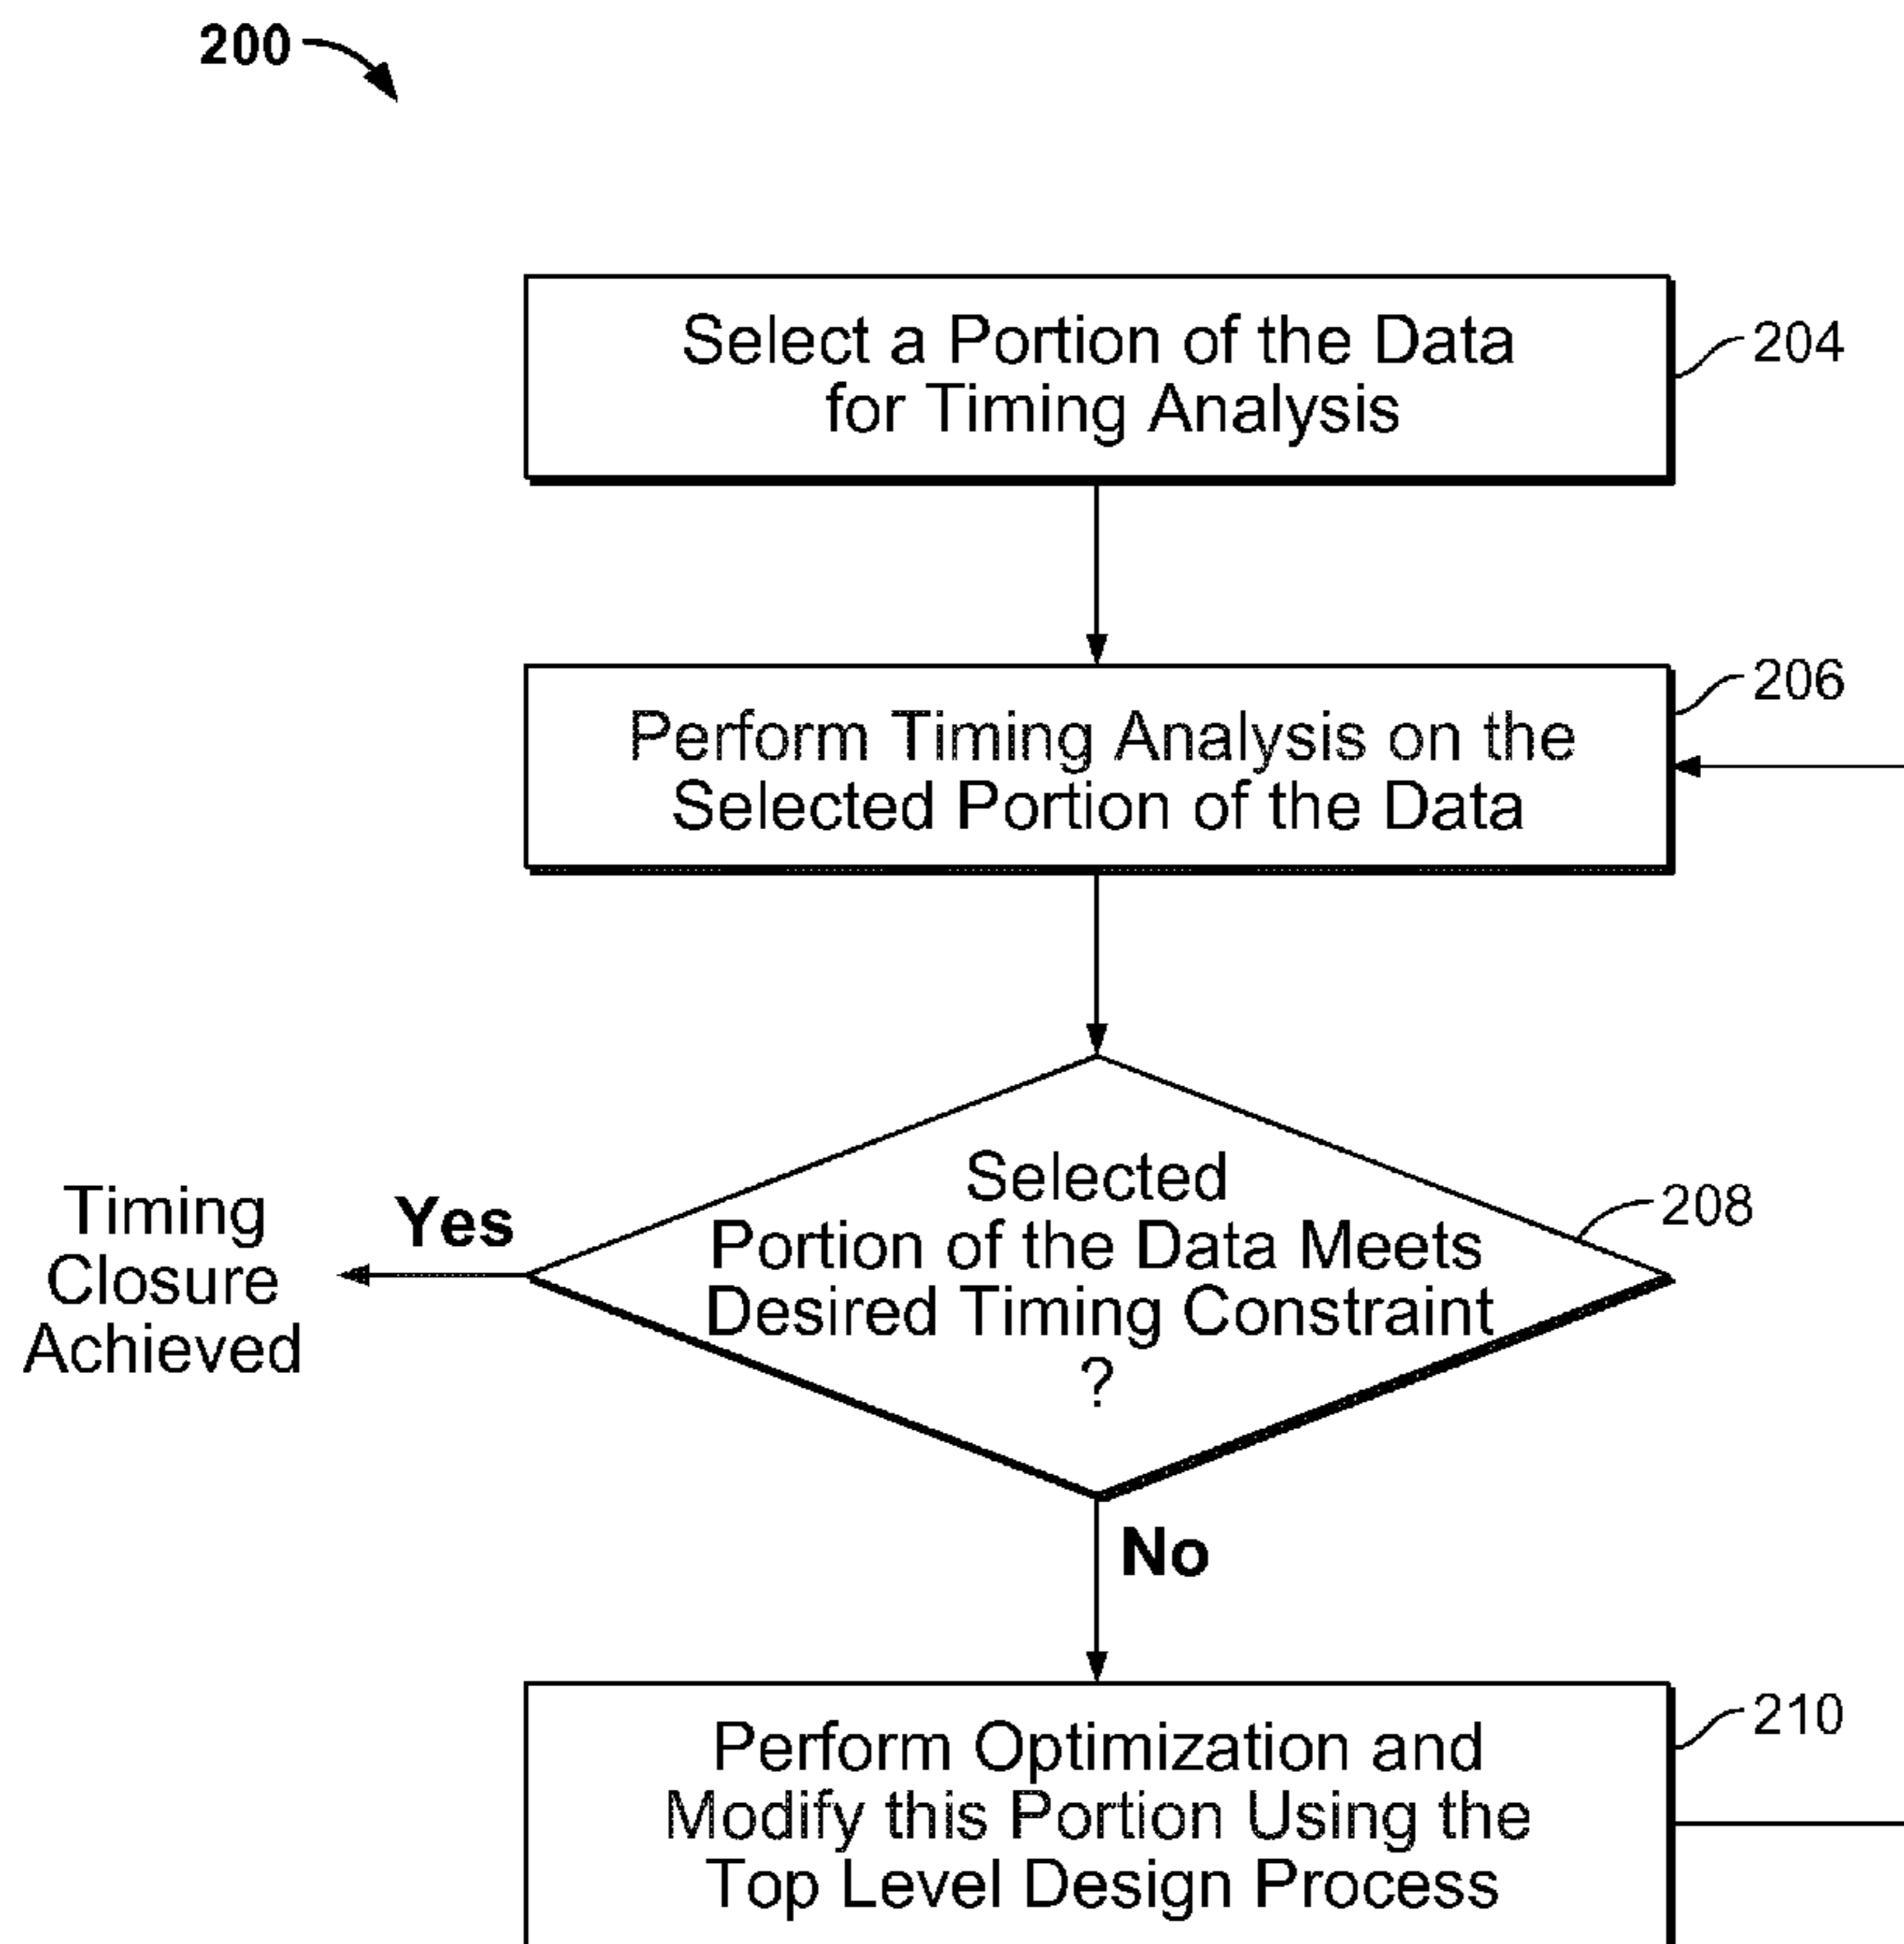 200
Select a Portion of the Data
for Timing Analysis
204
Perform Timing Analysis on the
Selected Portion of the Data
206
Selected
Portion of the Data Meets
Desired Timing Constraint
?
208
Yes
Timing
Closure
Achieved
No
Perform Optimization and
Modify this Portion Using the
Top Level Design Process
210